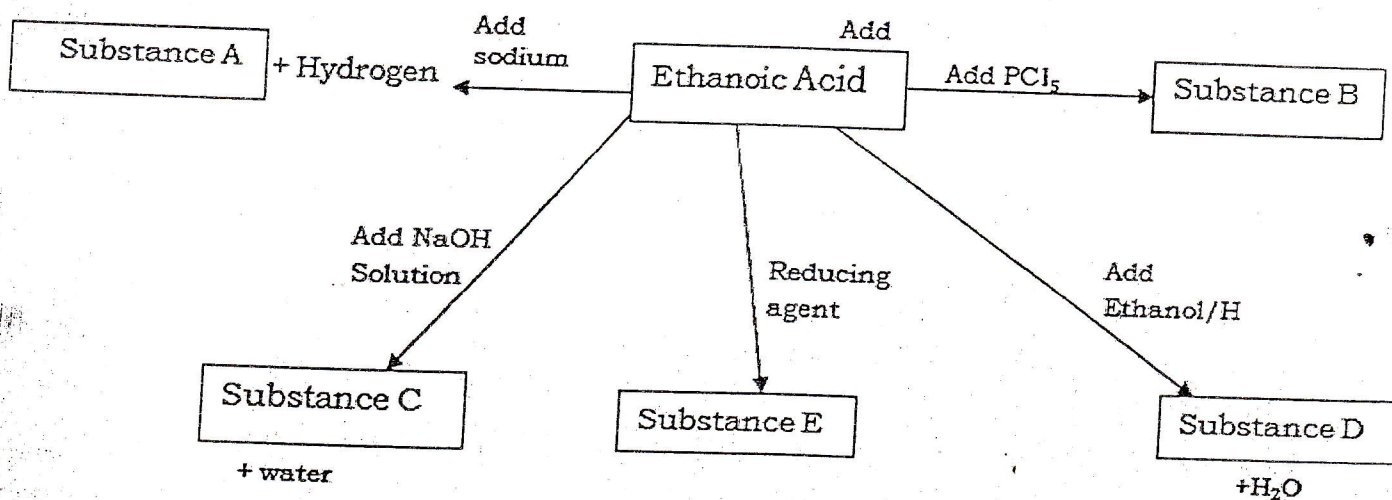 Substance A
+ Hydrogen
Add
sodium
Add
Ethanoic Acid
Add PCI₅
Substance B
Add NaOH
Solution
Reducing
agent
Add
Ethanol/H
Substance C
+ water
Substance E
Substance D
+H₂O